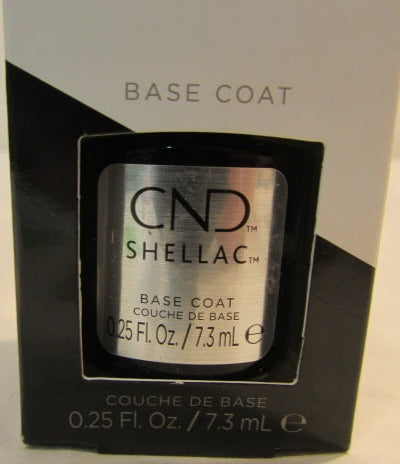 BASE COAT
CND™
SHELLAC™
BASE COAT
COUCHE DE BASE
0.25 Fl. Oz. / 7.3 mL ℮
COUCHE DE BASE
0.25 Fl. Oz. / 7.3 mL ℮